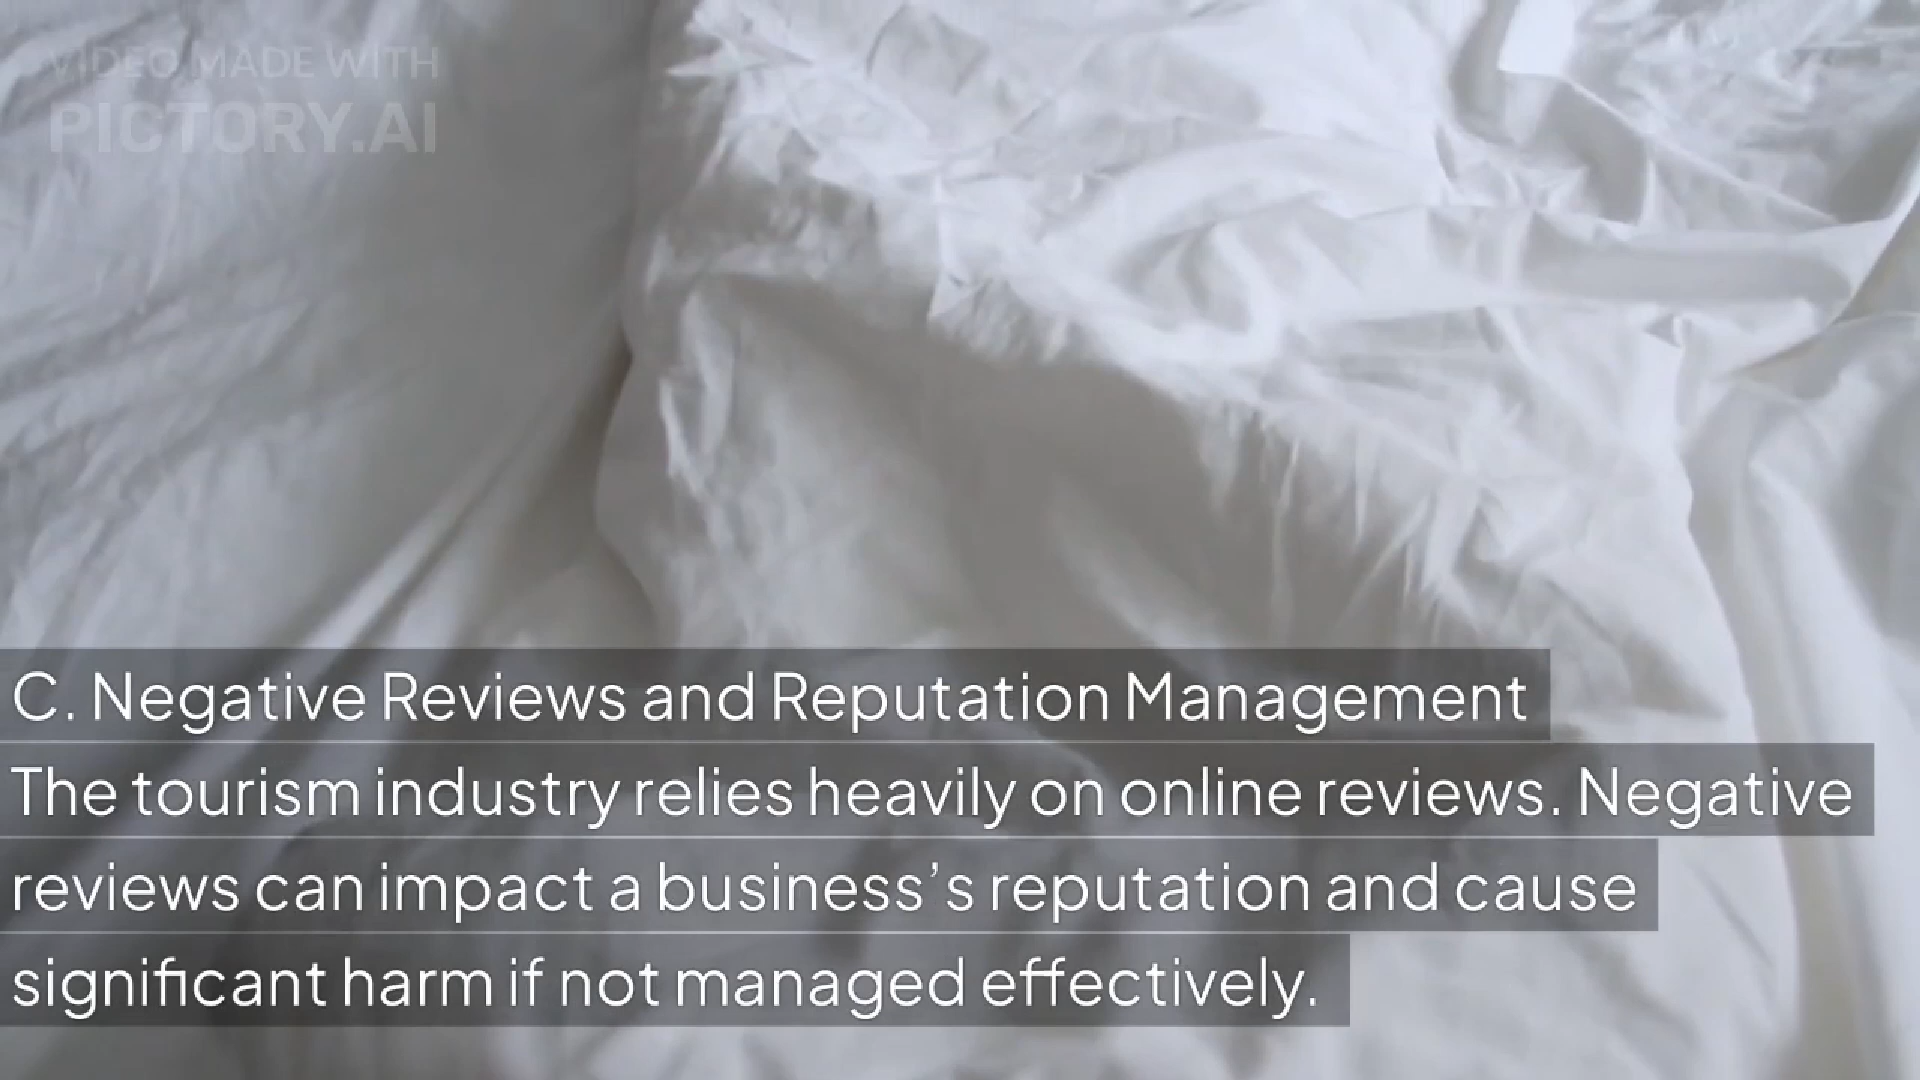 VIDEO MADE WITH
PICTORY.AI
C. Negative Reviews and Reputation Management
The tourism industry relies heavily on online reviews. Negative
reviews can impact a business’s reputation and cause
significant harm if not managed effectively.